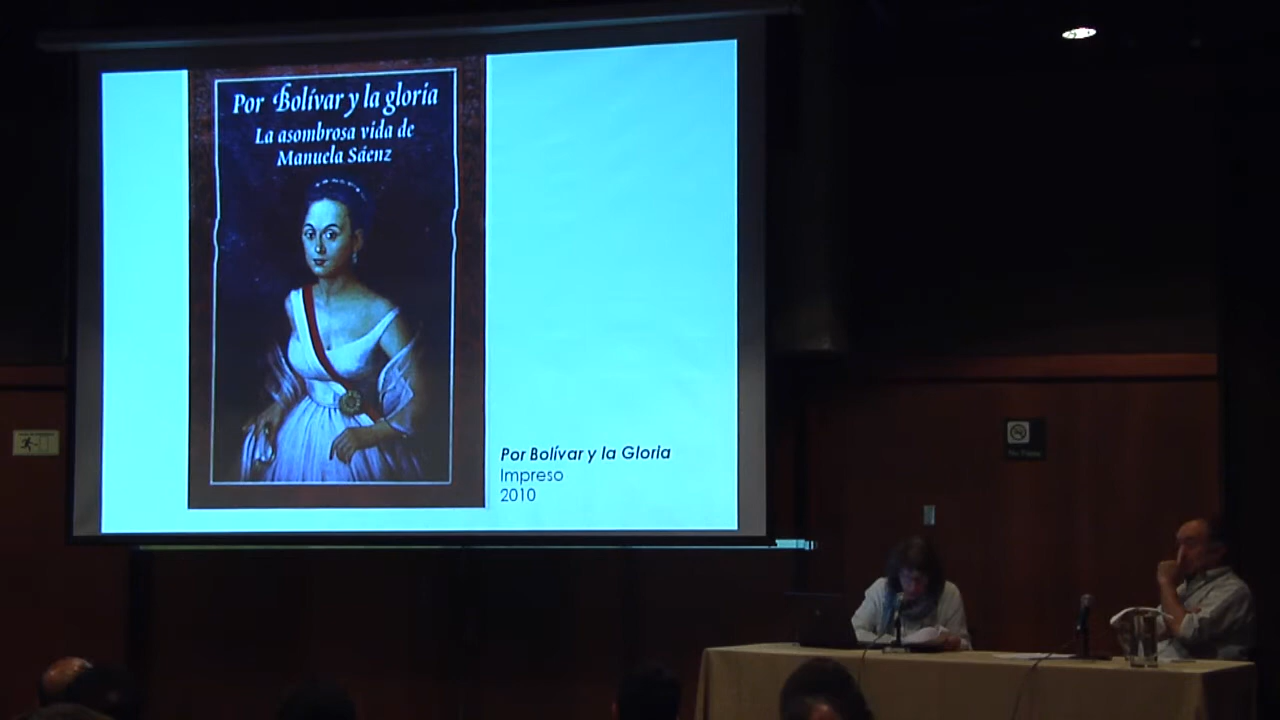 Por Bolívar y la gloria
La asombrosa vida de
Manuela Sáenz
Por Bolívar y la Gloria
Impreso
2010